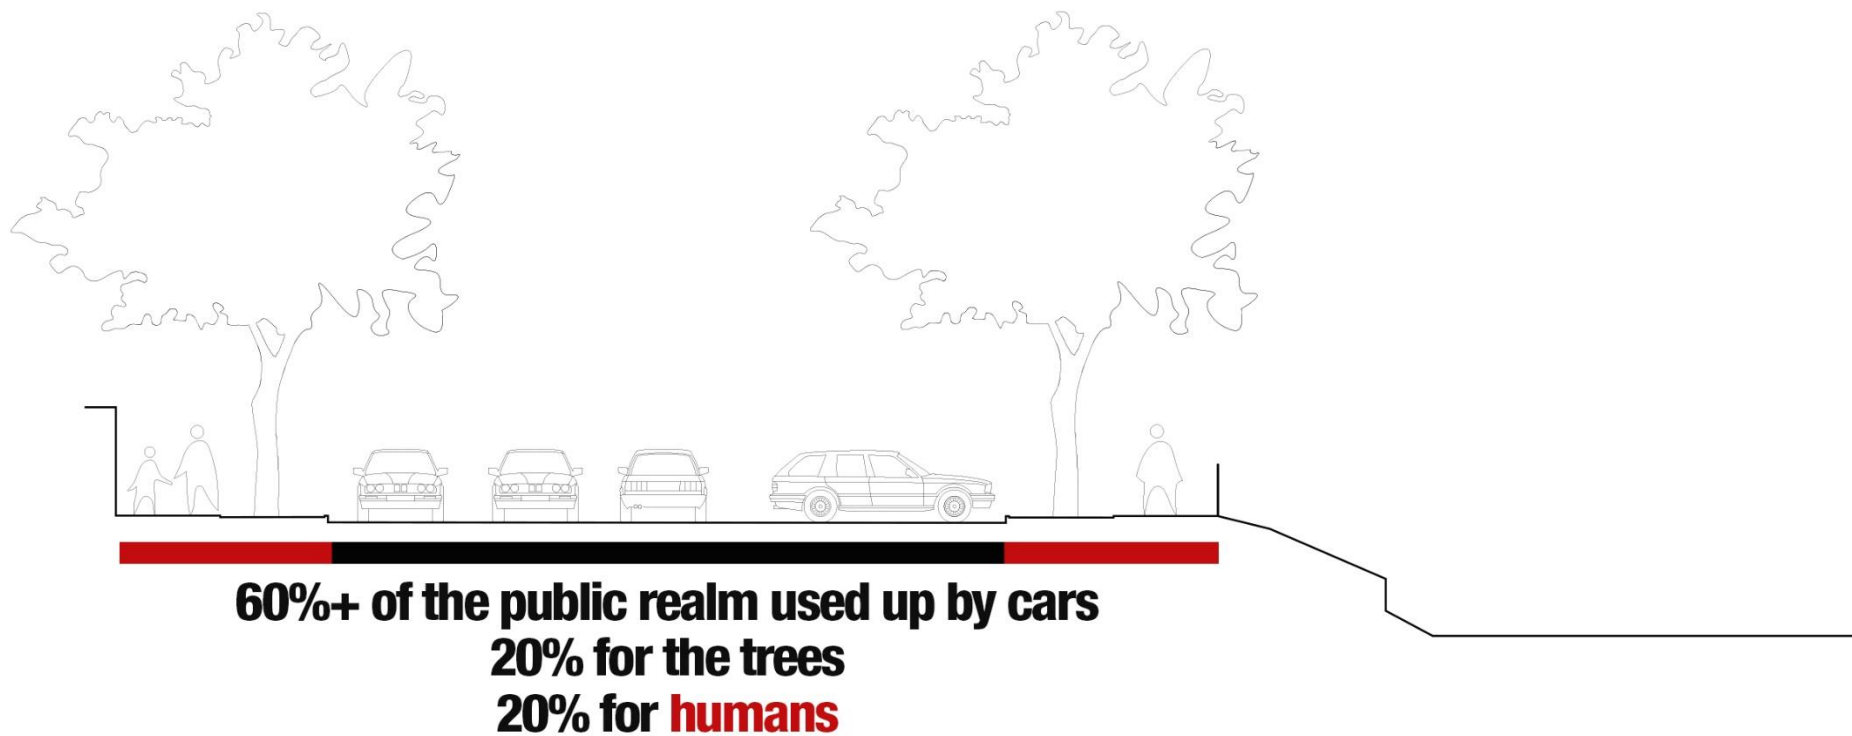 60%+ of the public realm used up by cars
20% for the trees
20% for humans